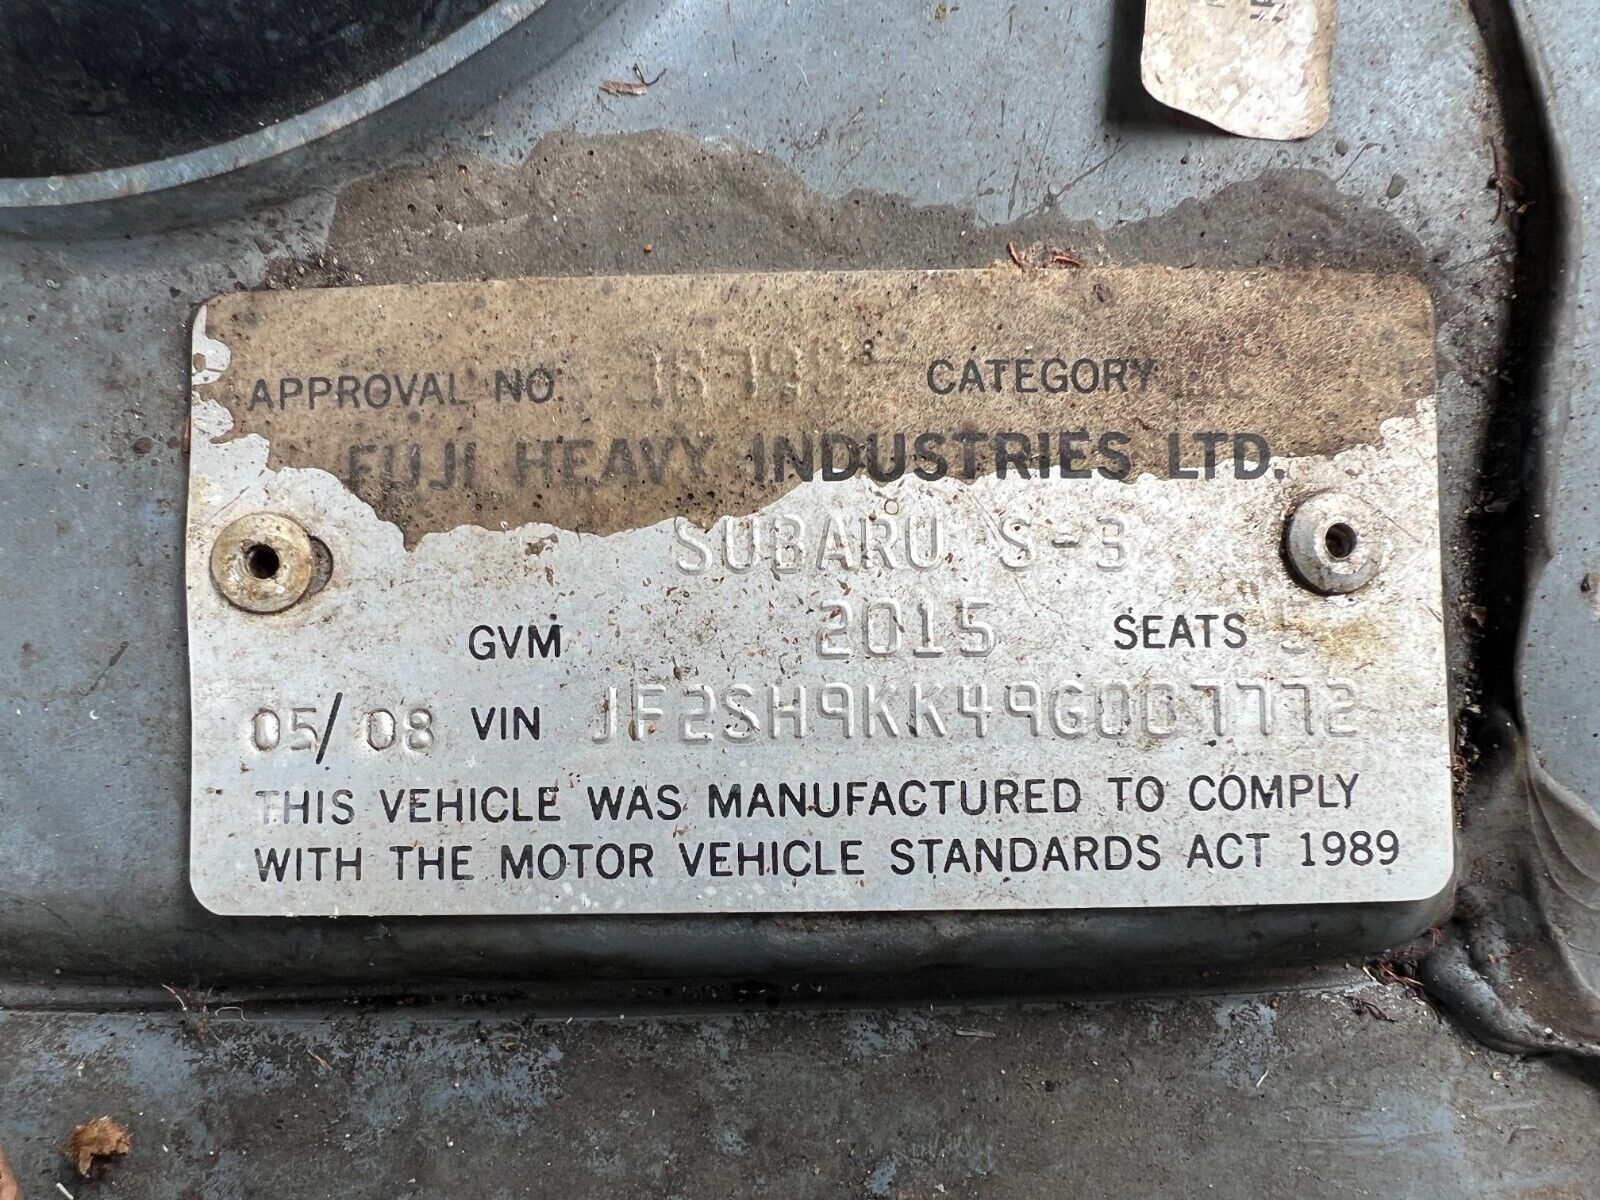 APPROVAL NO. CATEGORY
FUJI HEAVY INDUSTRIES LTD.
SUBARU S-3
GVM 2015 SEATS 5
05/08 VIN JF2SH9KK49G007772
THIS VEHICLE WAS MANUFACTURED TO COMPLY
WITH THE MOTOR VEHICLE STANDARDS ACT 1989